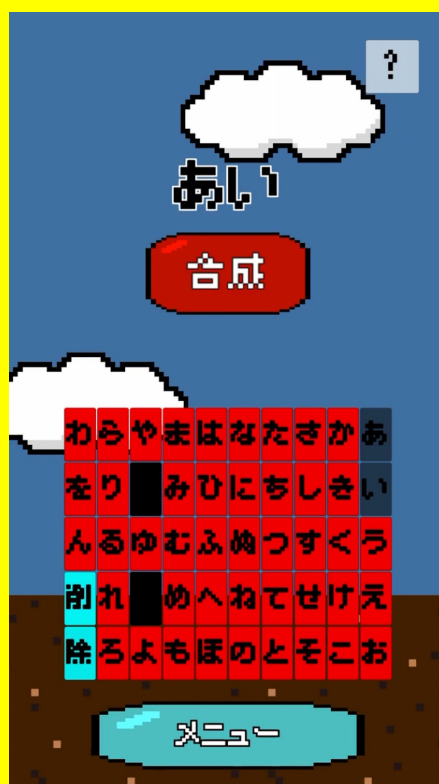 ?
あい
合成
わらやまはなたさかあ
をり みひにちしきい
んるゆむふぬつすくう
削れ めへねてせけえ
除ろよもほのとそこお
メニュー